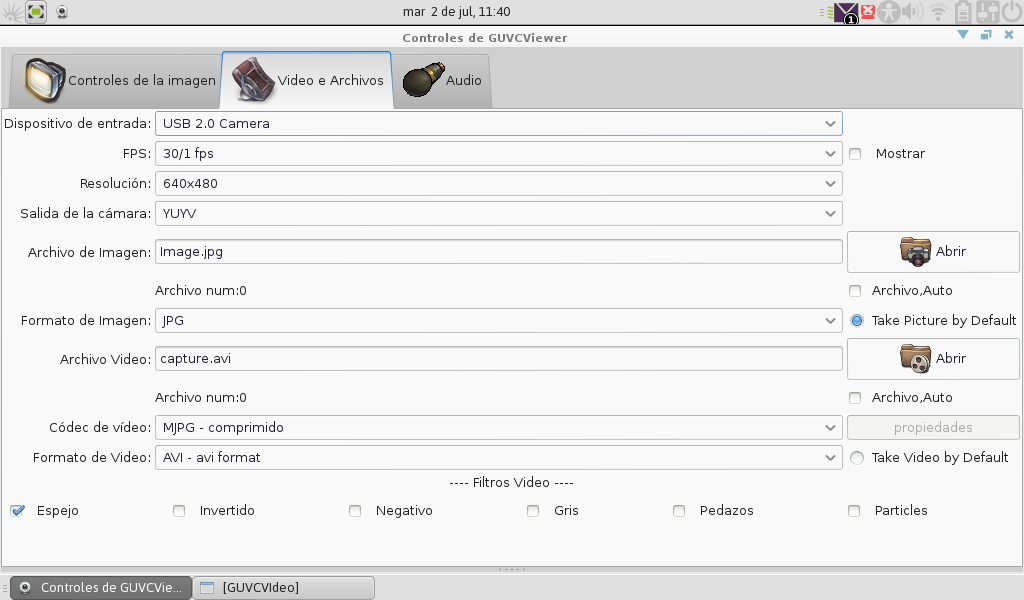 mar 2 de jul, 11:40
1
Controles de GUVCViewer
Controles de la imagen Video e Archivos Audio
Dispositivo de entrada: USB 2.0 Camera
FPS: 30/1 fps Mostrar
Resolución: 640x480
Salida de la cámara: YUYV
Archivo de Imagen: Image.jpg Abrir
Archivo num:0 Archivo,Auto
Formato de Imagen: JPG Take Picture by Default
Archivo Video: capture.avi Abrir
Archivo num:0 Archivo,Auto
Códec de vídeo: MJPG - comprimido propiedades
Formato de Video: AVI - avi format Take Video by Default
---- Filtros Video ----
Espejo Invertido Negativo Gris Pedazos Particles
Controles de GUVCVie... [GUVCVIdeo]